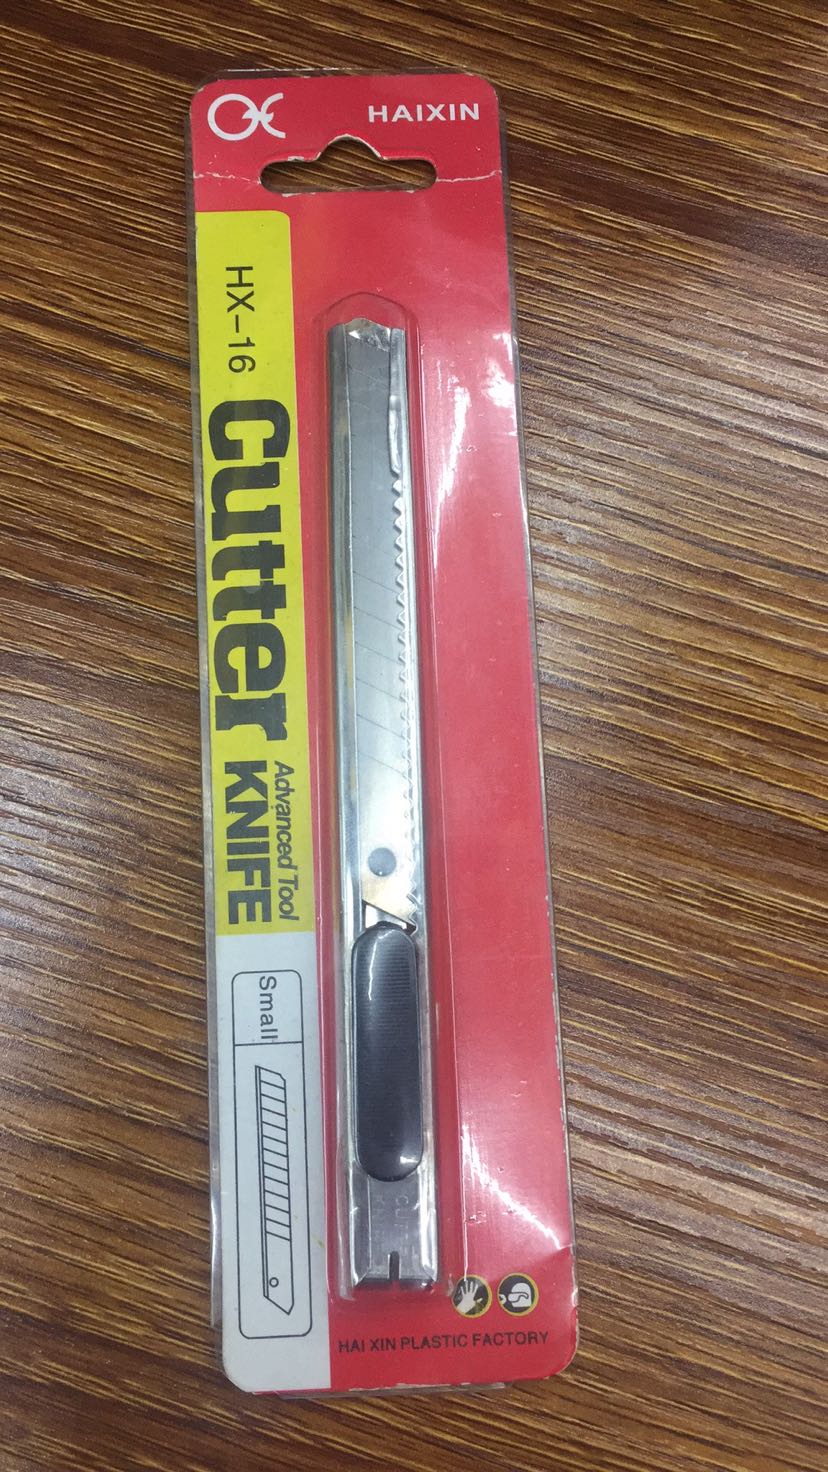 HAIXIN
HX-16
Cutter KNIFE
Advanced Tool
Small
HAI XIN PLASTIC FACTORY